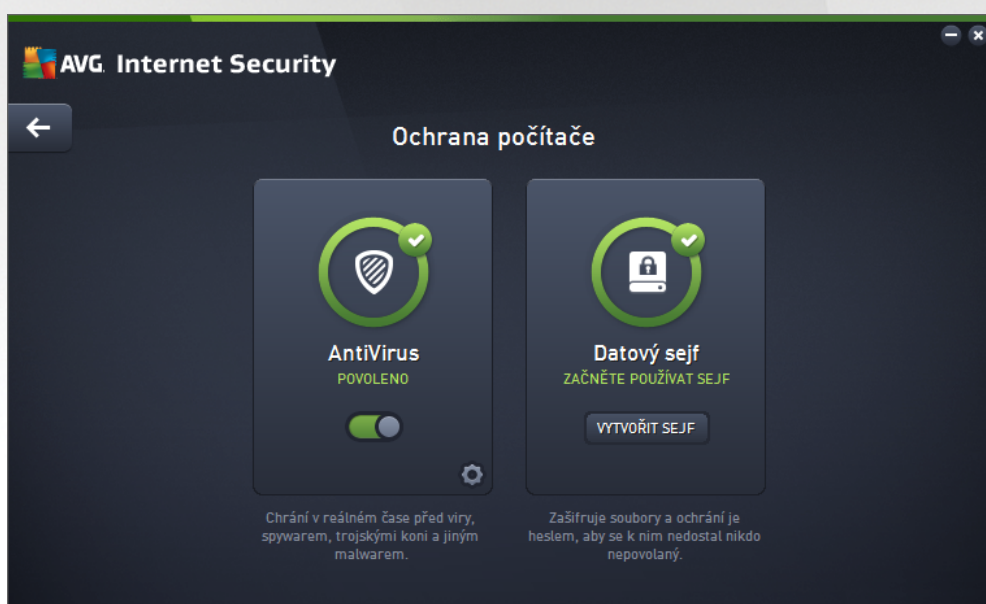 AVG. Internet Security
Ochrana počítače
AntiVirus
POVOLENO
Chrání v reálném čase před viry,
spywarem, trojskými koni a jiným
malwarem.
Datový sejf
ZAČNĚTE POUŽÍVAT SEJF
VYTVOŘIT SEJF
Zašifruje soubory a ochrání je
heslem, aby se k nim nedostal nikdo
nepovolaný.